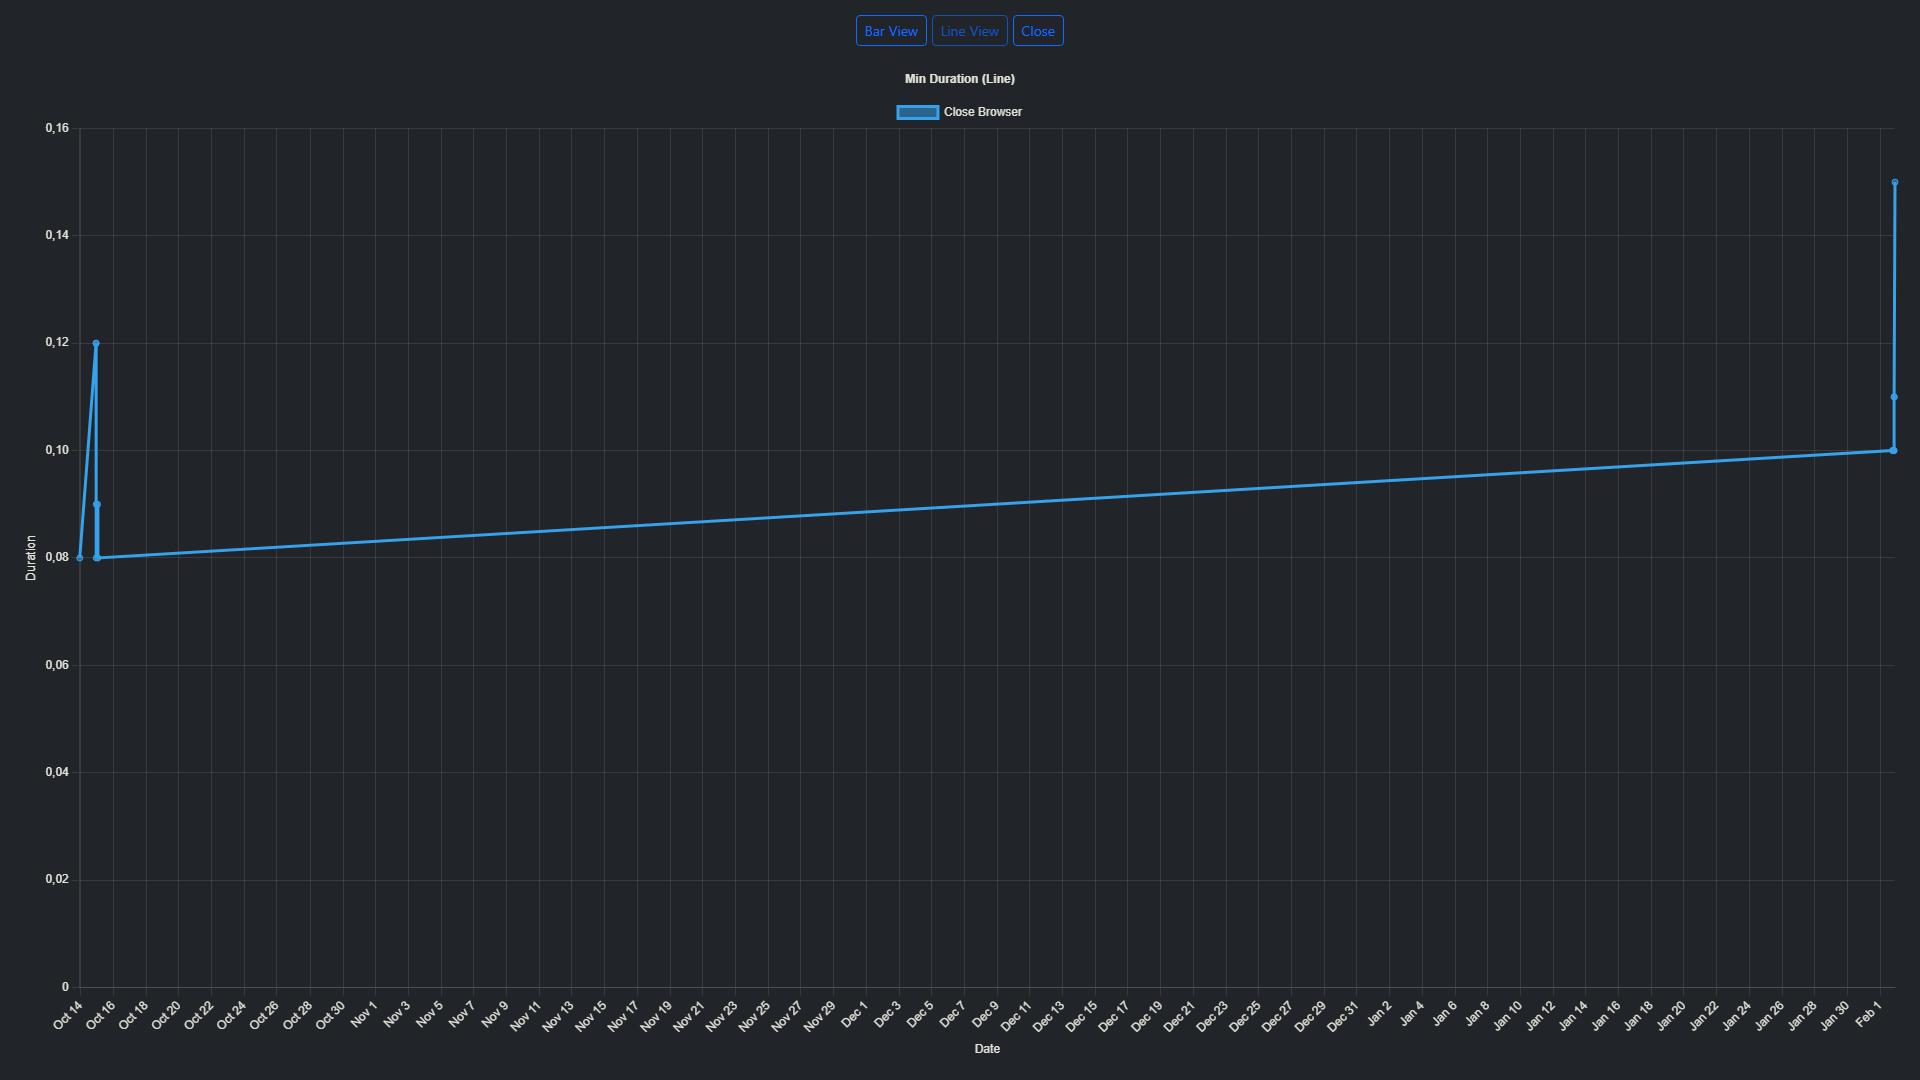 Bar View Line View Close
Min Duration (Line)
Close Browser
0,16
0,14
0,12
0,10
0,08
0,06
0,04
0,02
0
Duration
Oct 14 Oct 16 Oct 18 Oct 20 Oct 22 Oct 24 Oct 26 Oct 28 Oct 30 Nov 1 Nov 3 Nov 5 Nov 7 Nov 9 Nov 11 Nov 13 Nov 15 Nov 17 Nov 19 Nov 21 Nov 23 Nov 25 Nov 27 Nov 29 Dec 1 Dec 3 Dec 5 Dec 7 Dec 9 Dec 11 Dec 13 Dec 15 Dec 17 Dec 19 Dec 21 Dec 23 Dec 25 Dec 27 Dec 29 Dec 31 Jan 2 Jan 4 Jan 6 Jan 8 Jan 10 Jan 12 Jan 14 Jan 16 Jan 18 Jan 20 Jan 22 Jan 24 Jan 26 Jan 28 Jan 30 Feb 1
Date